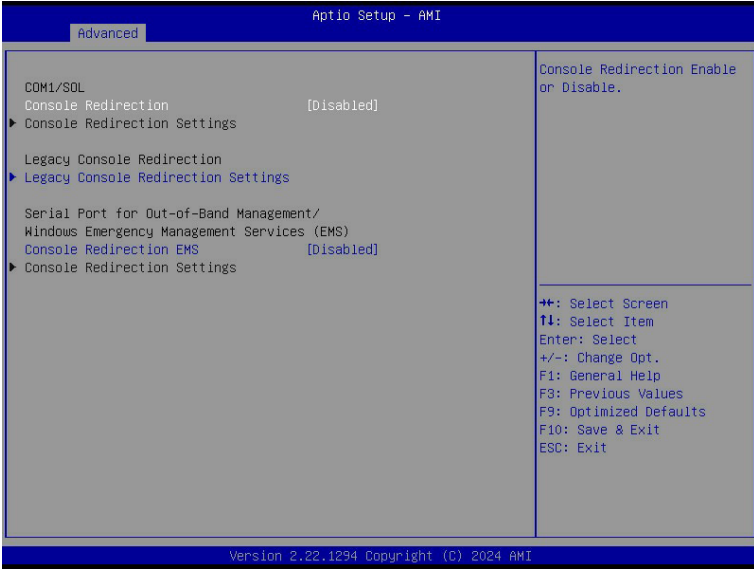 Aptio Setup – AMI
Advanced
COM1/SOL
Console Redirection [Disabled]
Console Redirection Settings
Legacy Console Redirection
Legacy Console Redirection Settings
Serial Port for Out-of-Band Management/
Windows Emergency Management Services (EMS)
Console Redirection EMS [Disabled]
Console Redirection Settings
Console Redirection Enable
or Disable.
→←: Select Screen
↑↓: Select Item
Enter: Select
+/-: Change Opt.
F1: General Help
F3: Previous Values
F9: Optimized Defaults
F10: Save & Exit
ESC: Exit
Version 2.22.1294 Copyright (C) 2024 AMI